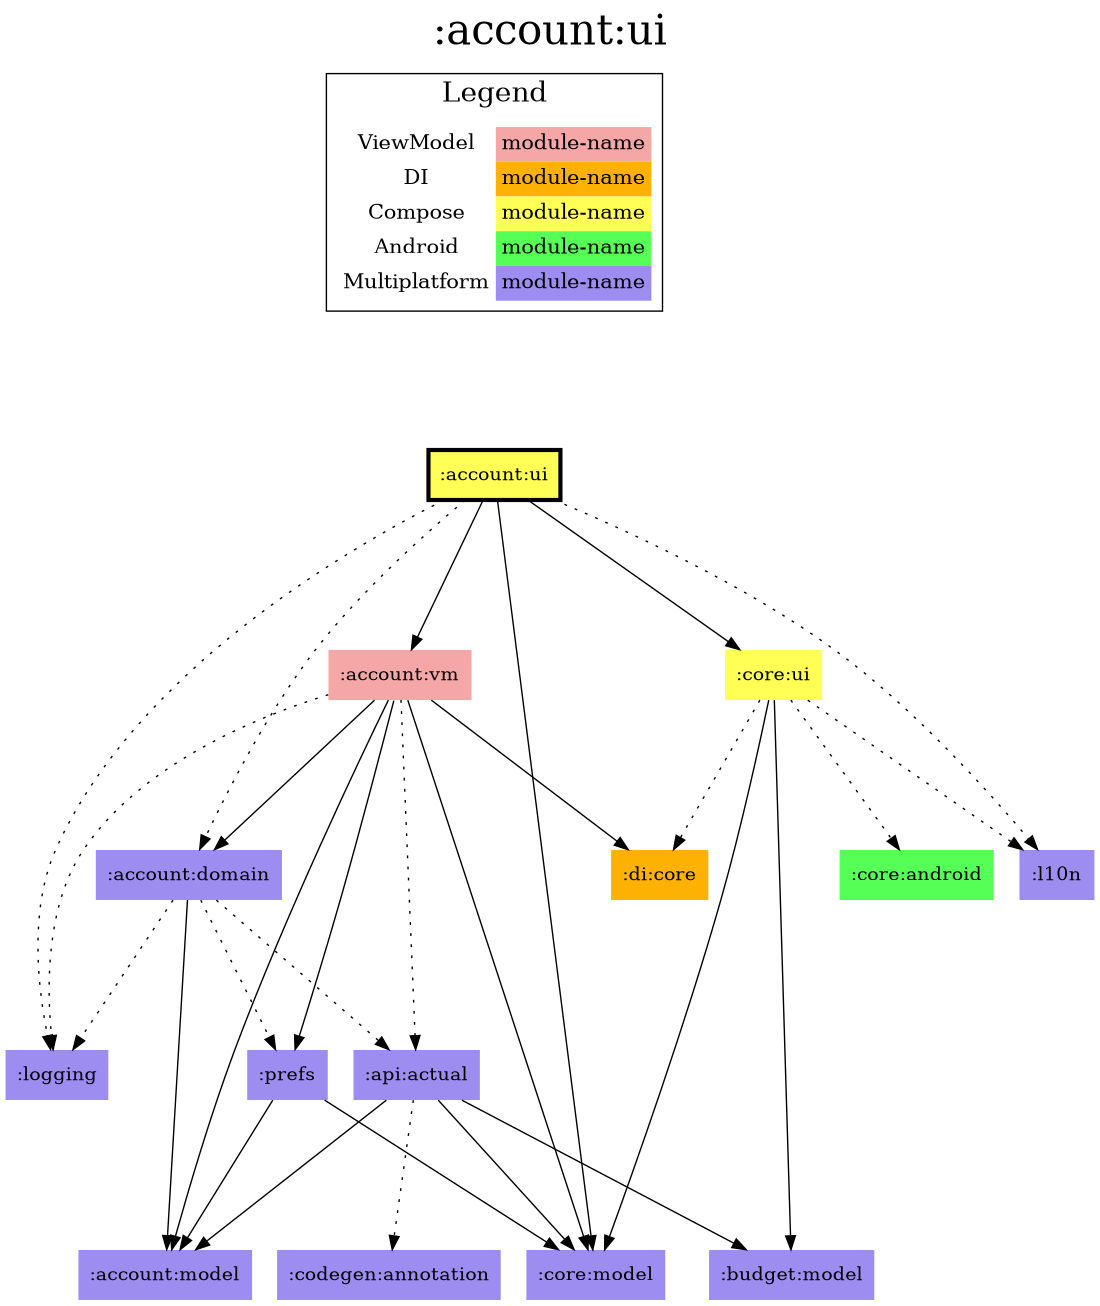 :account:ui
Legend
ViewModel module-name
DI module-name
Compose module-name
Android module-name
Multiplatform module-name
:account:ui
:account:vm :core:ui
:account:domain :di:core :core:android :l10n
:logging :prefs :api:actual
:account:model :codegen:annotation :core:model :budget:model